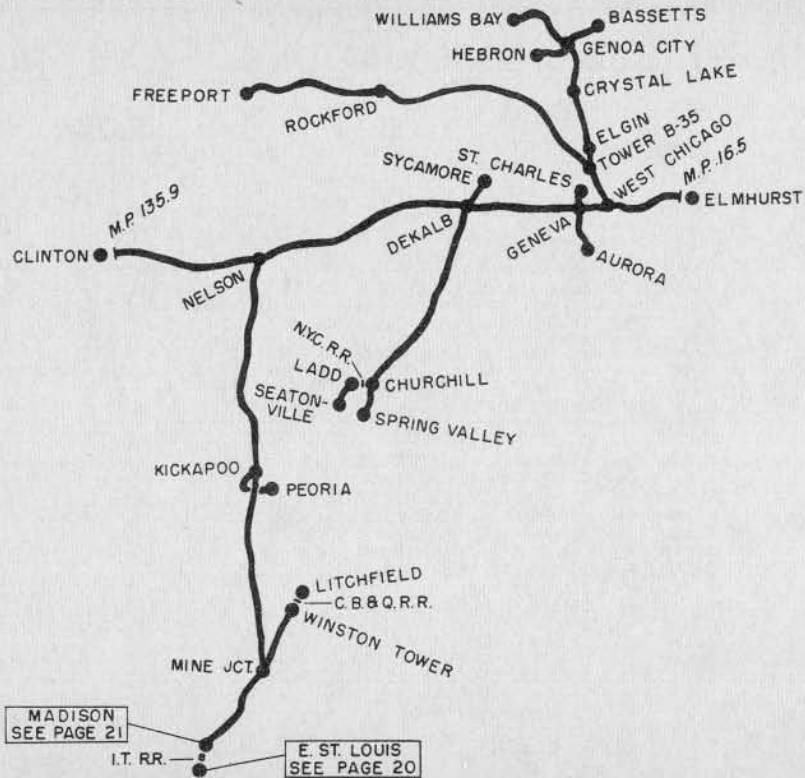 WILLIAMS BAY
BASSETTS
HEBRON
GENOA CITY
CRYSTAL LAKE
FREEPORT
ROCKFORD
ELGIN
TOWER B-35
WEST CHICAGO
M.P. 16.5
ST. CHARLES
SYCAMORE
ELMHURST
M.P. 135.9
DEKALB
GENEVA
AURORA
CLINTON
NELSON
N.Y.C. R.R.
LADD
CHURCHILL
SEATON-
VILLE
SPRING VALLEY
KICKAPOO
PEORIA
LITCHFIELD
C.B.& Q. R.R.
WINSTON TOWER
MINE JCT.
MADISON
SEE PAGE 21
I.T. R.R.
E. ST. LOUIS
SEE PAGE 20